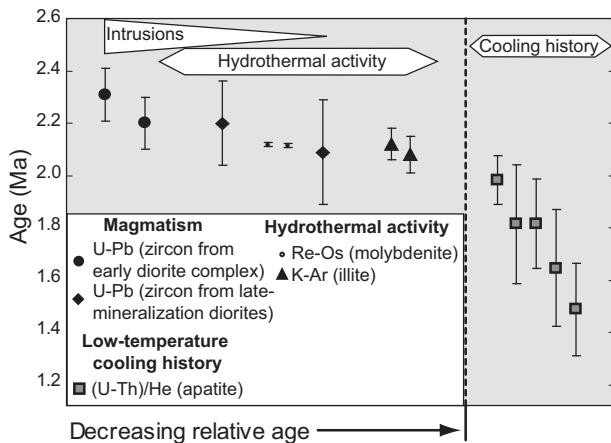 Intrusions
Hydrothermal activity
Cooling history
2.6
2.4
2.2
2.0
1.8
1.6
1.4
1.2
Age (Ma)
Magmatism
U-Pb (zircon from
early diorite complex)
U-Pb (zircon from late-
mineralization diorites)
Low-temperature
cooling history
(U-Th)/He (apatite)
Hydrothermal activity
Re-Os (molybdenite)
K-Ar (illite)
Decreasing relative age